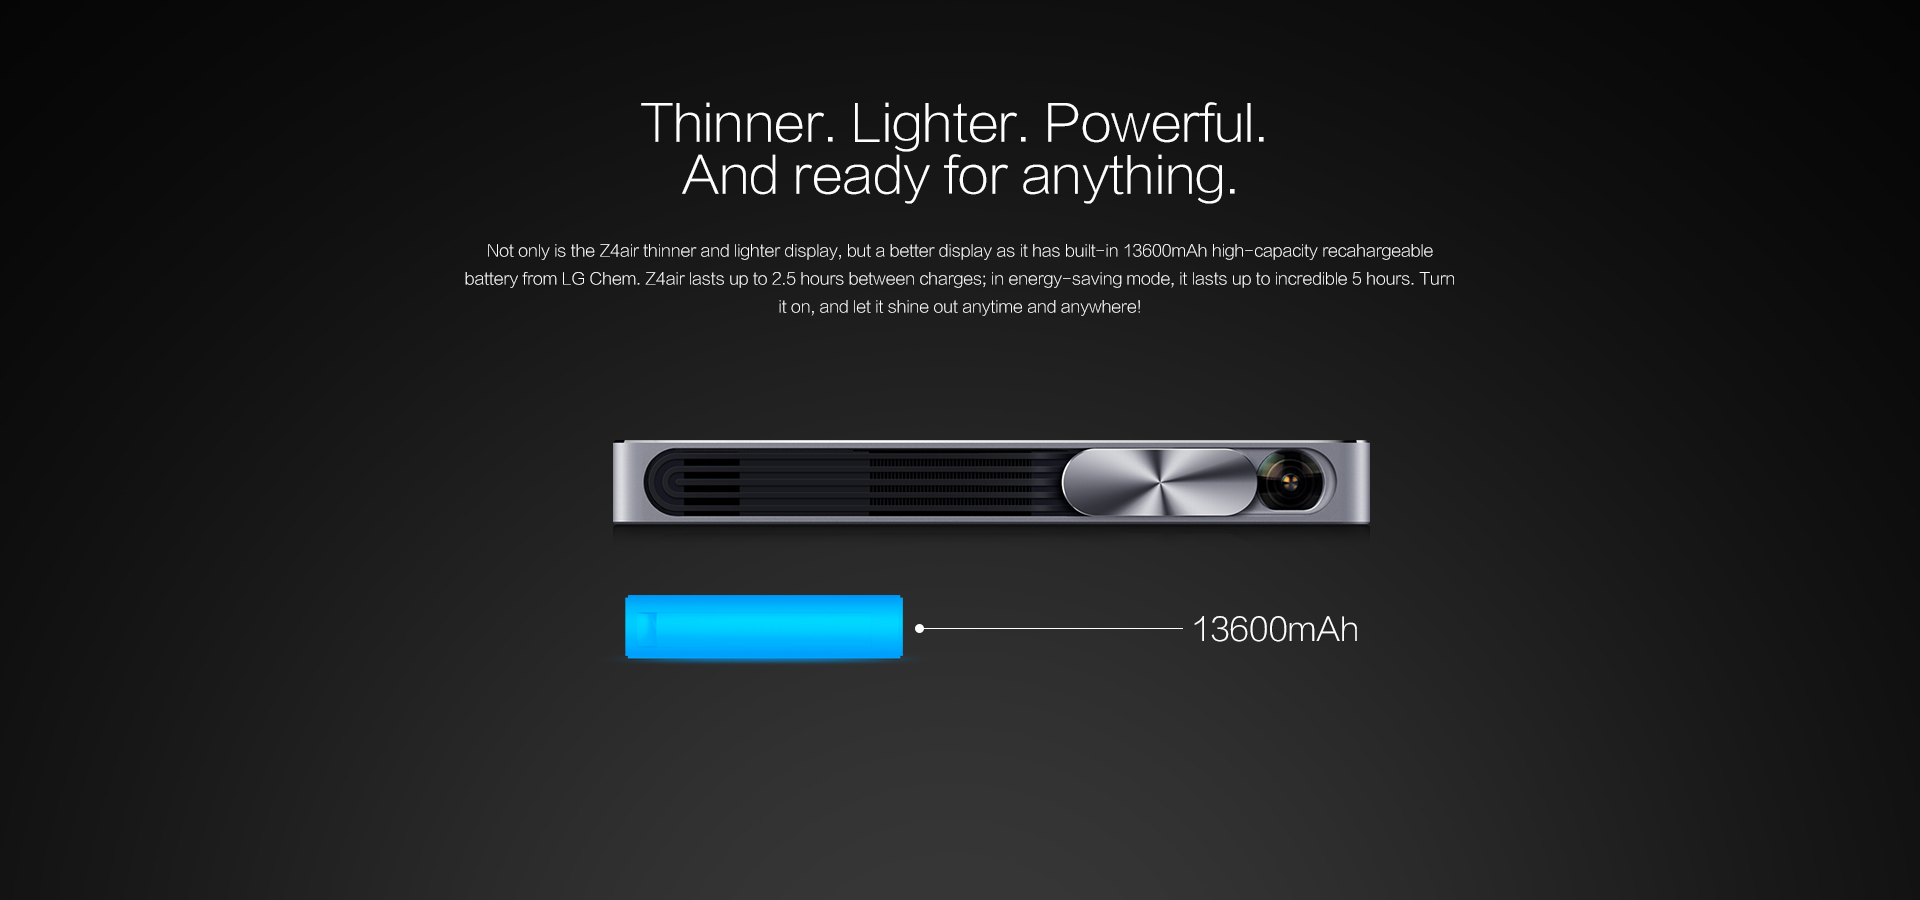 Thinner. Lighter. Powerful.
And ready for anything.
Not only is the Z4air thinner and lighter display, but a better display as it has built-in 13600mAh high-capacity recahargeable
battery from LG Chem. Z4air lasts up to 2.5 hours between charges; in energy-saving mode, it lasts up to incredible 5 hours. Turn
it on, and let it shine out anytime and anywhere!
13600mAh